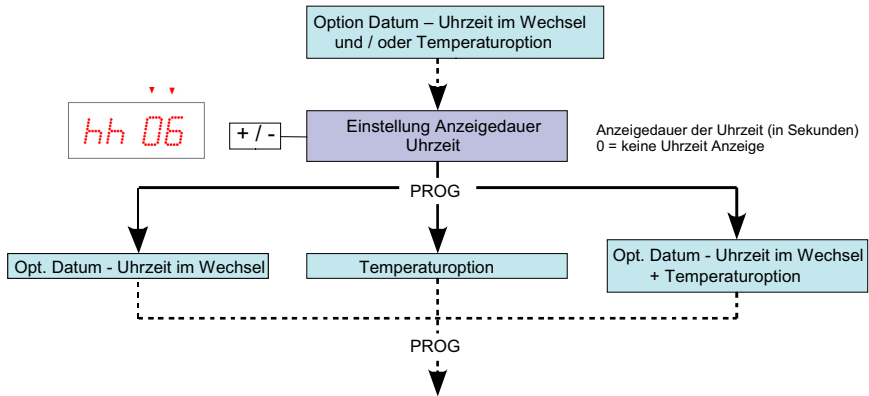 Option Datum – Uhrzeit im Wechsel
und / oder Temperaturoption
hh 06
+ / -
Einstellung Anzeigedauer
Uhrzeit
Anzeigedauer der Uhrzeit (in Sekunden)
0 = keine Uhrzeit Anzeige
PROG
Opt. Datum - Uhrzeit im Wechsel
Temperaturoption
Opt. Datum - Uhrzeit im Wechsel
+ Temperaturoption
PROG